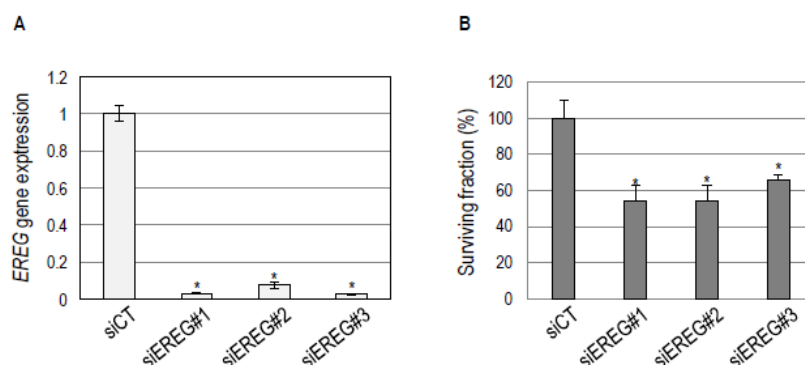 A
EREG gene exptression
1.2
1
0.8
0.6
0.4
0.2
0
*
*
*
siCT
siEREG#1
siEREG#2
siEREG#3
B
Surviving fraction (%)
120
100
80
60
40
20
0
*
*
*
siCT
siEREG#1
siEREG#2
siEREG#3